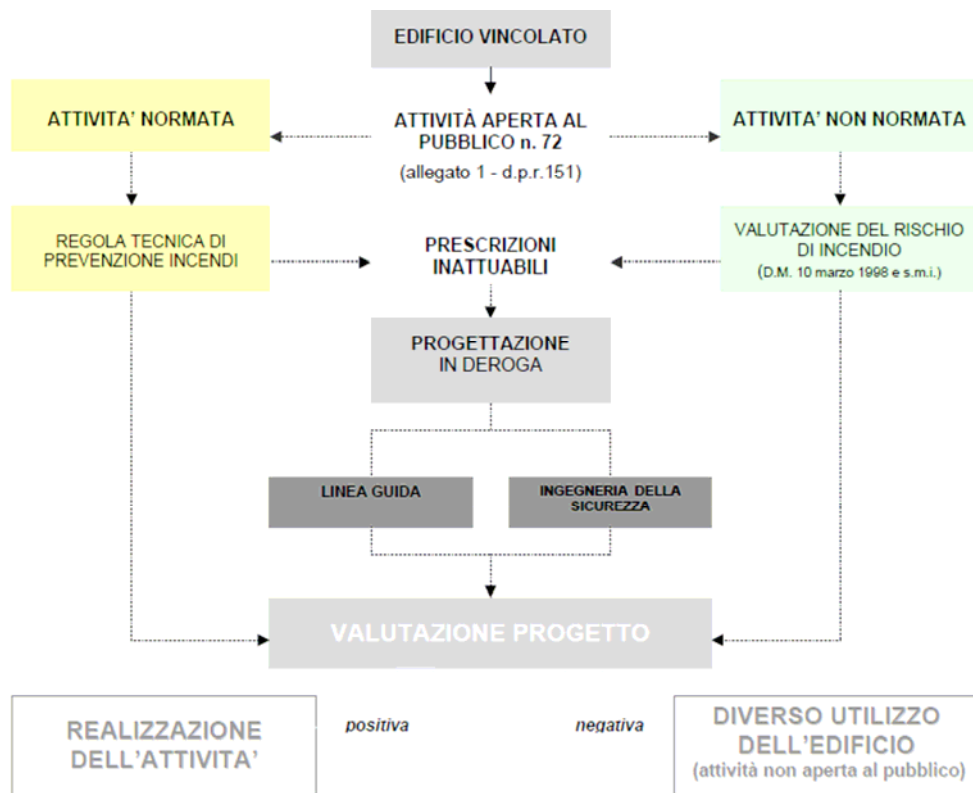 EDIFICIO VINCOLATO
ATTIVITA' NORMATA
ATTIVITÀ APERTA AL
PUBBLICO n. 72
(allegato 1 - d.p.r.151)
ATTIVITA' NON NORMATA
REGOLA TECNICA DI
PREVENZIONE INCENDI
PRESCRIZIONI
INATTUABILI
VALUTAZIONE DEL RISCHIO
DI INCENDIO
(D.M. 10 marzo 1998 e s.m.i.)
PROGETTAZIONE
IN DEROGA
LINEA GUIDA
INGEGNERIA DELLA
SICUREZZA
VALUTAZIONE PROGETTO
REALIZZAZIONE
DELL'ATTIVITA'
positiva
negativa
DIVERSO UTILIZZO
DELL'EDIFICIO
(attività non aperta al pubblico)